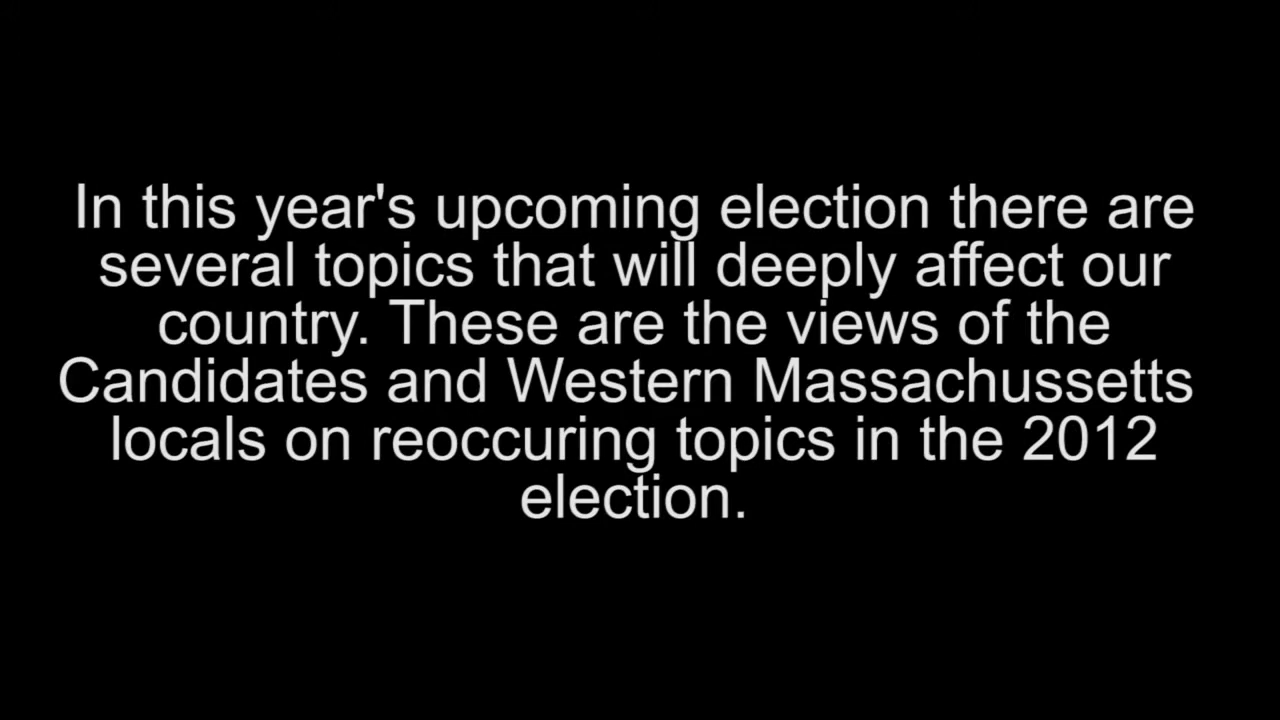 In this year's upcoming election there are
several topics that will deeply affect our
country. These are the views of the
Candidates and Western Massachussetts
locals on reoccuring topics in the 2012
election.